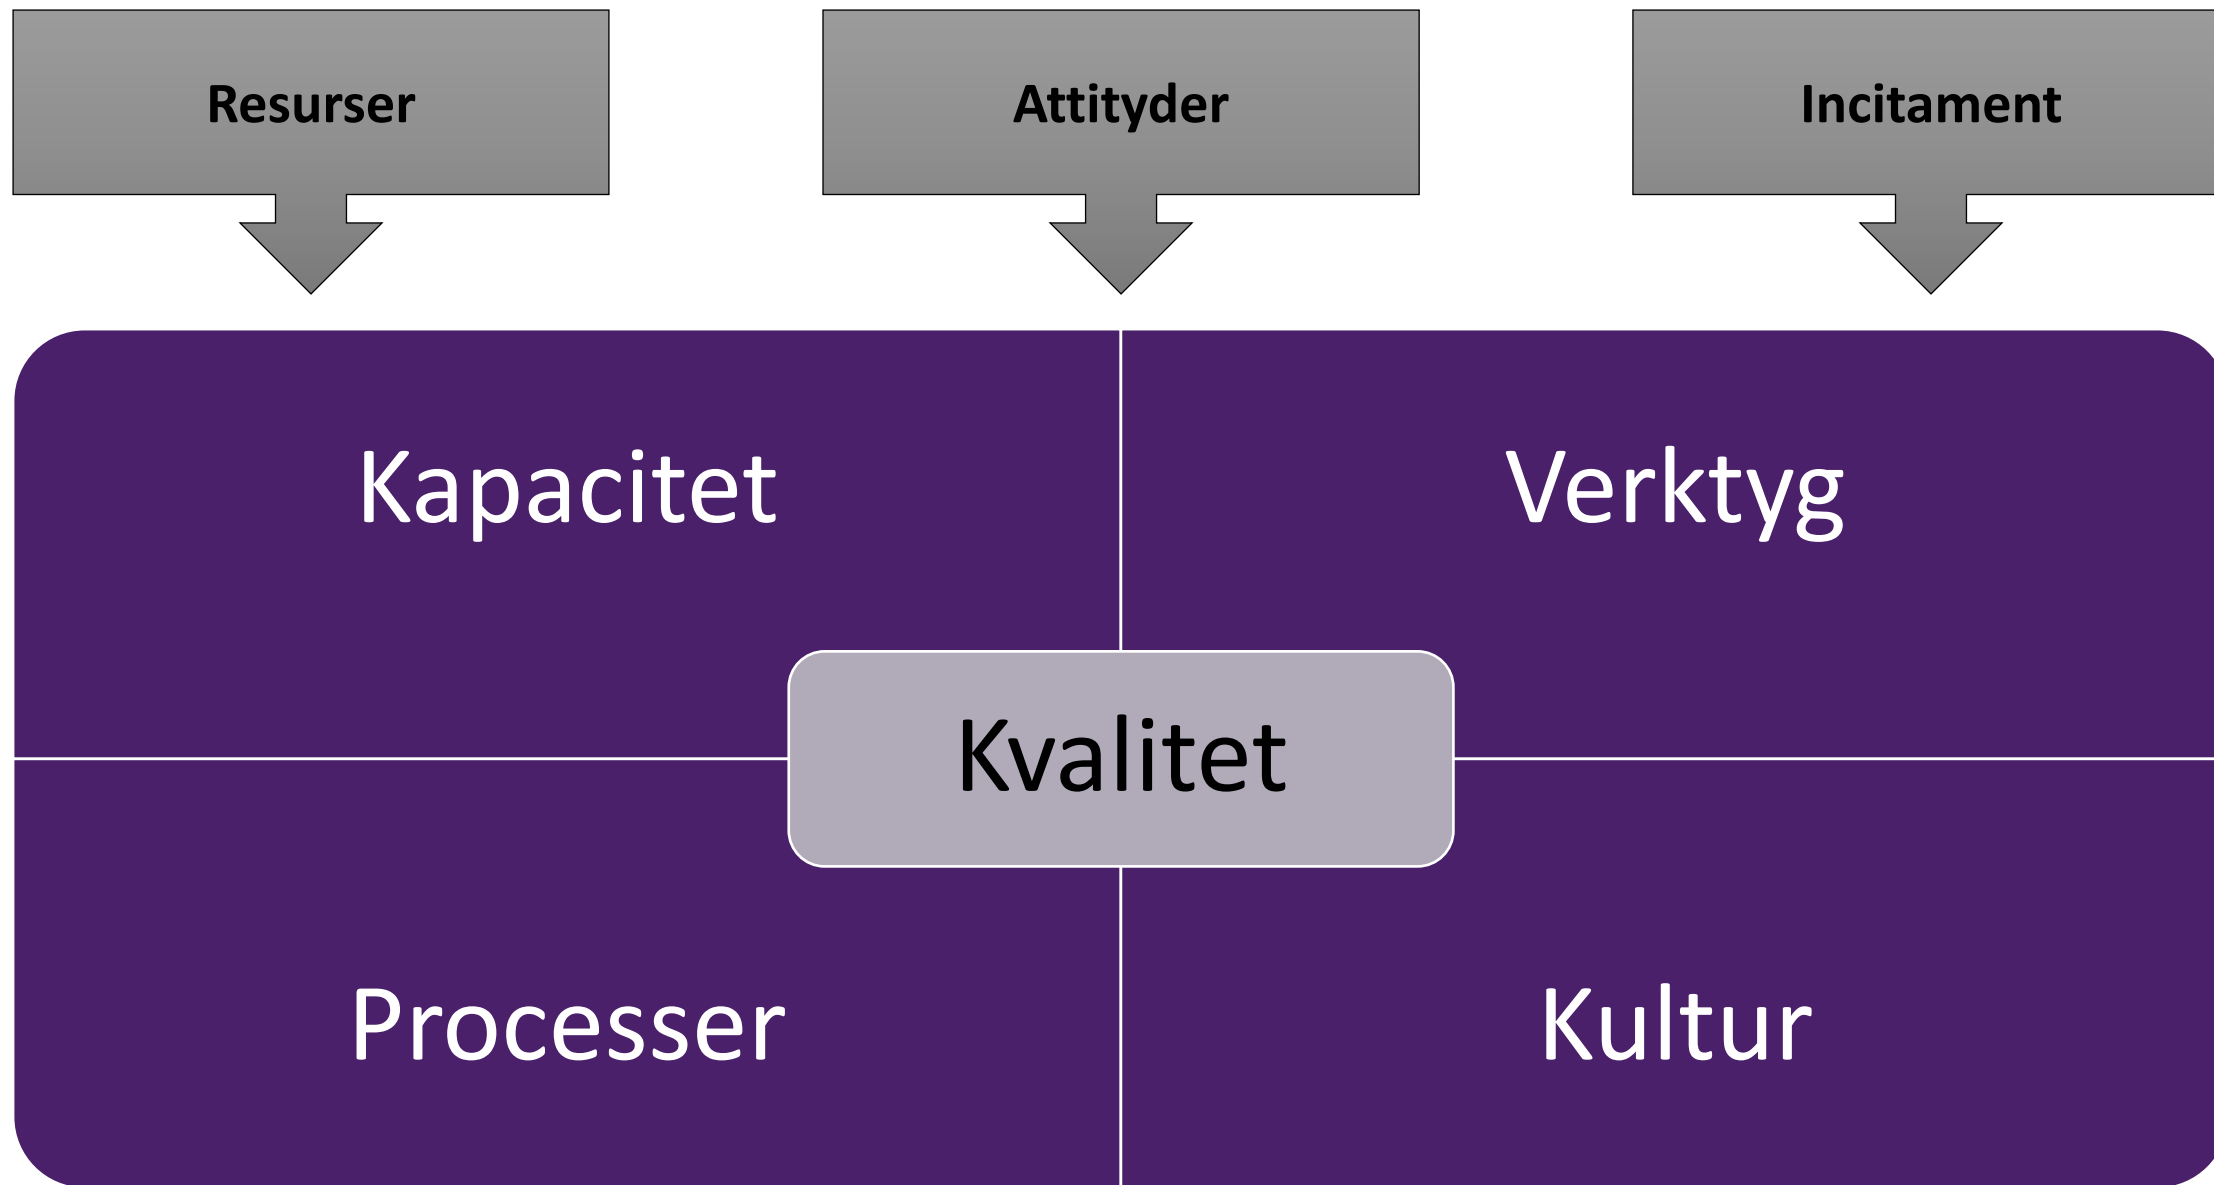 Resurser
Attityder
Incitament
Kapacitet
Verktyg
Kvalitet
Processer
Kultur